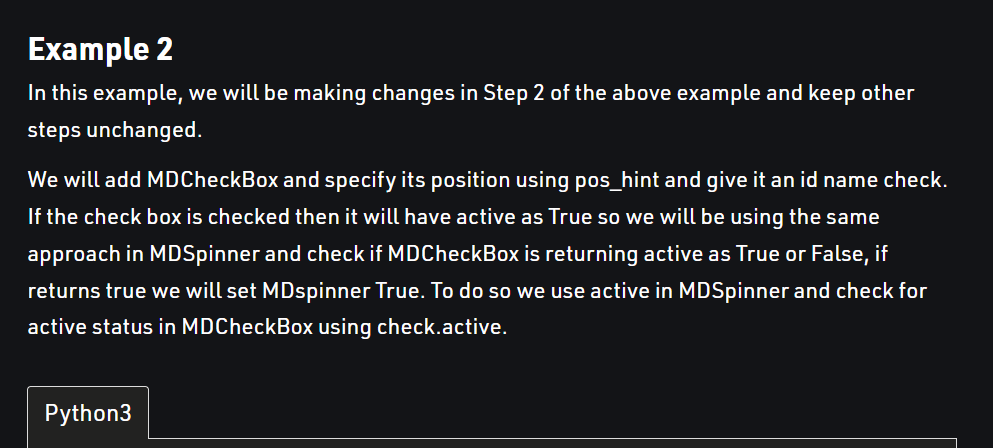 Example 2
In this example, we will be making changes in Step 2 of the above example and keep other
steps unchanged.
We will add MDCheckBox and specify its position using pos_hint and give it an id name check.
If the check box is checked then it will have active as True so we will be using the same
approach in MDSpinner and check if MDCheckBox is returning active as True or False, if
returns true we will set MDspinner True. To do so we use active in MDSpinner and check for
active status in MDCheckBox using check.active.
Python3